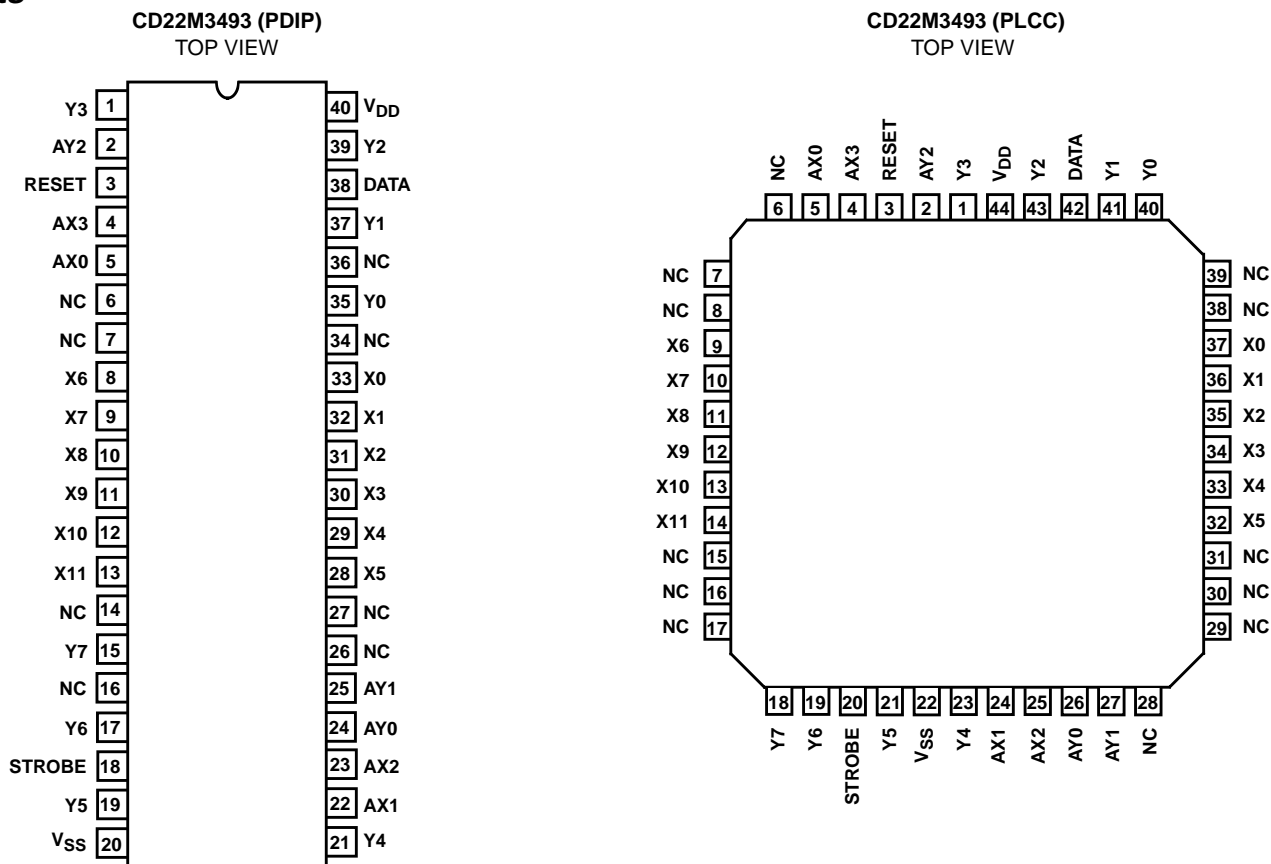 CD22M3493 (PDIP)
TOP VIEW
Y3 1
40 VDD
AY2 2
39 Y2
RESET 3
38 DATA
AX3 4
37 Y1
AX0 5
36 NC
NC 6
35 Y0
NC 7
34 NC
X6 8
33 X0
X7 9
32 X1
X8 10
31 X2
X9 11
30 X3
X10 12
29 X4
X11 13
28 X5
NC 14
27 NC
Y7 15
26 NC
NC 16
25 AY1
Y6 17
24 AY0
STROBE 18
23 AX2
Y5 19
22 AX1
VSS 20
21 Y4
CD22M3493 (PLCC)
TOP VIEW
NC AX0 AX3 RESET AY2 Y3 VDD Y2 DATA Y1 Y0
6 5 4 3 2 1 44 43 42 41 40
NC 7
39 NC
NC 8
38 NC
X6 9
37 X0
X7 10
36 X1
X8 11
35 X2
X9 12
34 X3
X10 13
33 X4
X11 14
32 X5
NC 15
31 NC
NC 16
30 NC
NC 17
29 NC
18 19 20 21 22 23 24 25 26 27 28
Y7 Y6 STROBE Y5 VSS Y4 AX1 AX2 AY0 AY1 NC